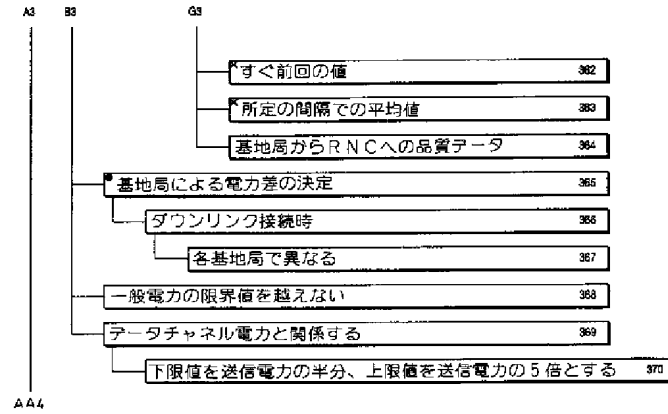 A3 B3 G3
すぐ前回の値 362
所定の間隔での平均値 363
基地局からRNCへの品質データ 364
基地局による電力差の決定 365
ダウンリンク接続時 366
各基地局で異なる 367
一般電力の限界値を越えない 368
データチャネル電力と関係する 369
下限値を送信電力の半分、上限値を送信電力の5倍とする 370
AA4